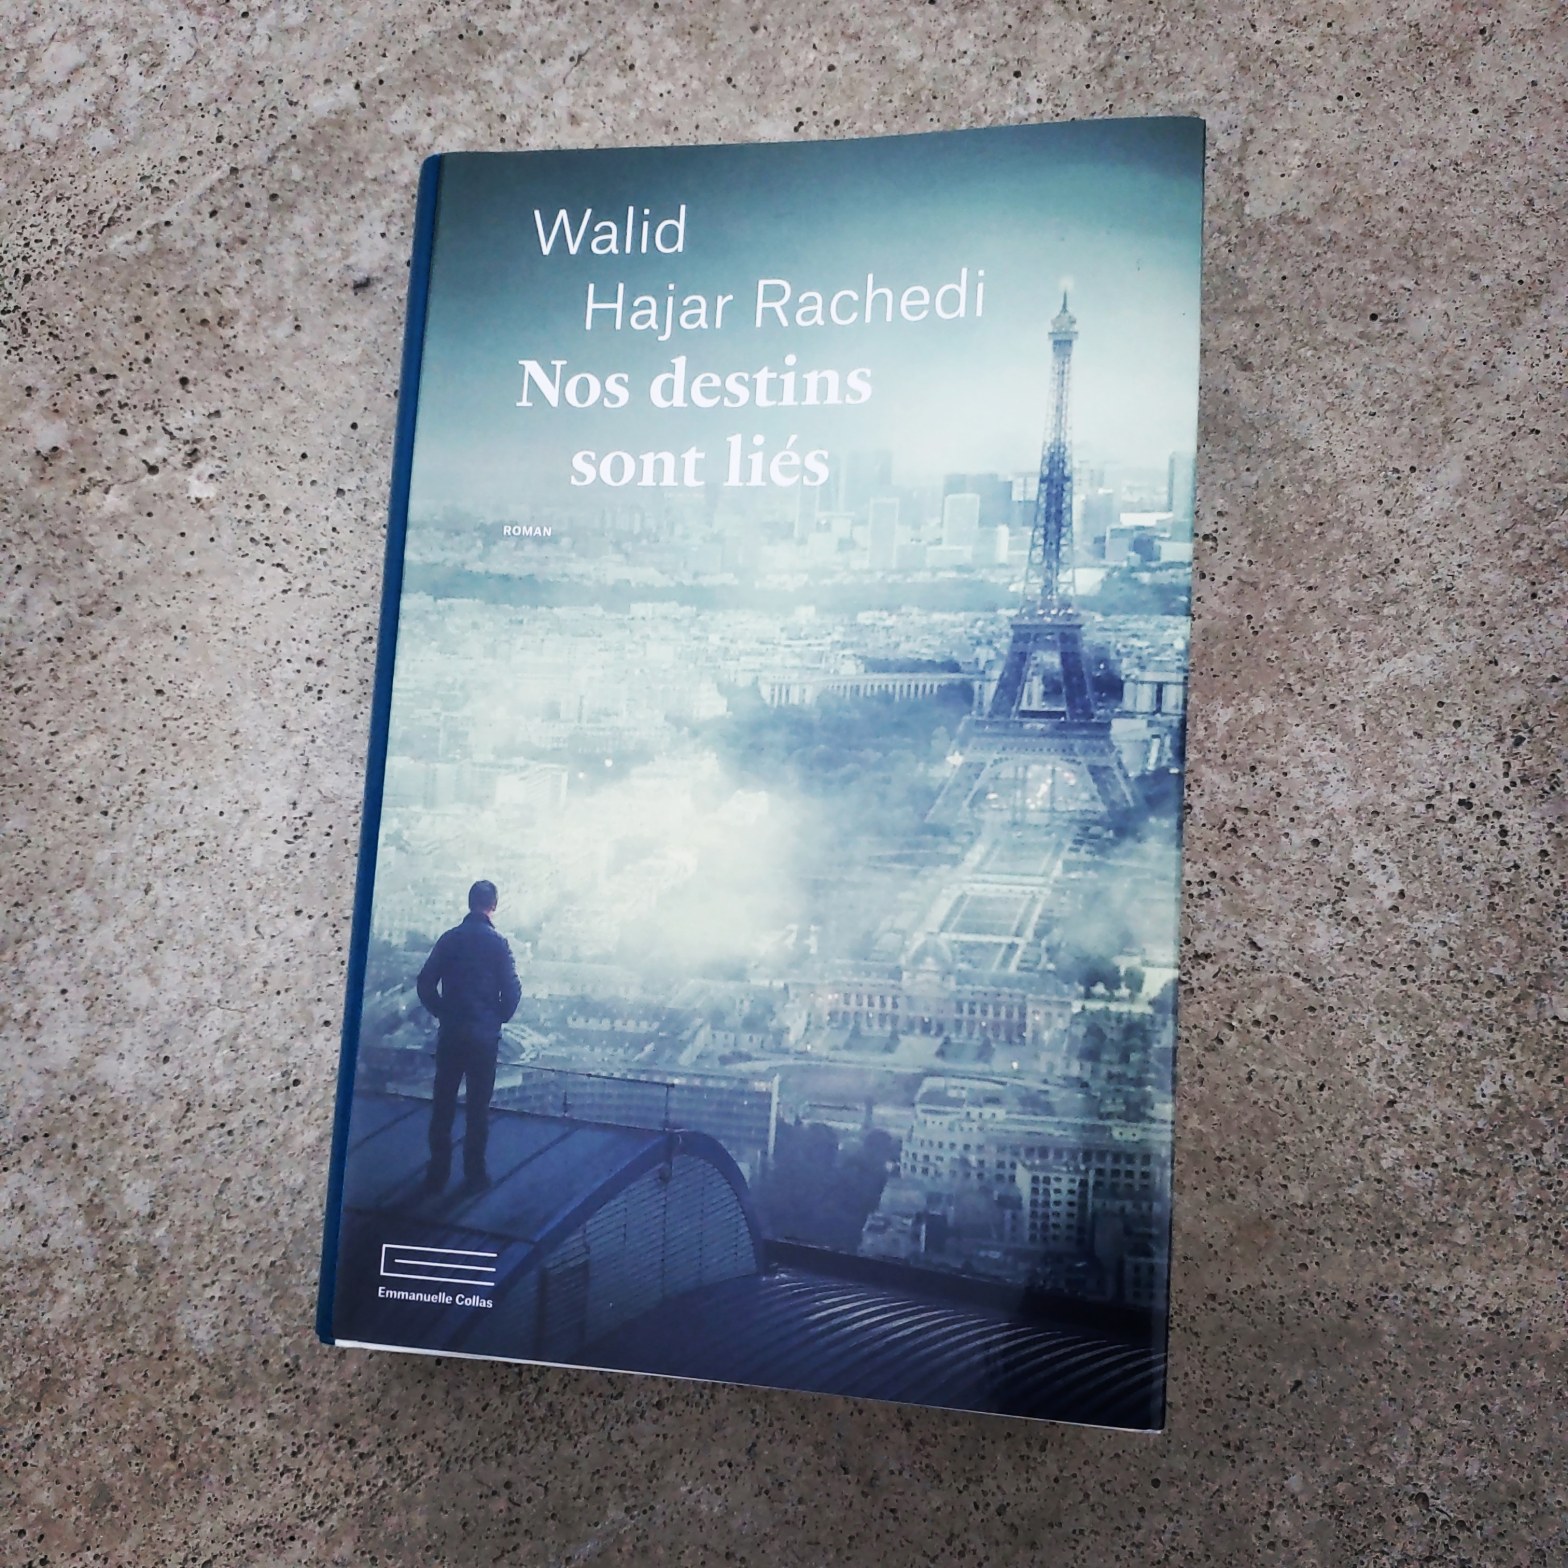 Walid
Hajar Rachedi
Nos destins
sont liés
ROMAN
Emmanuelle Collas